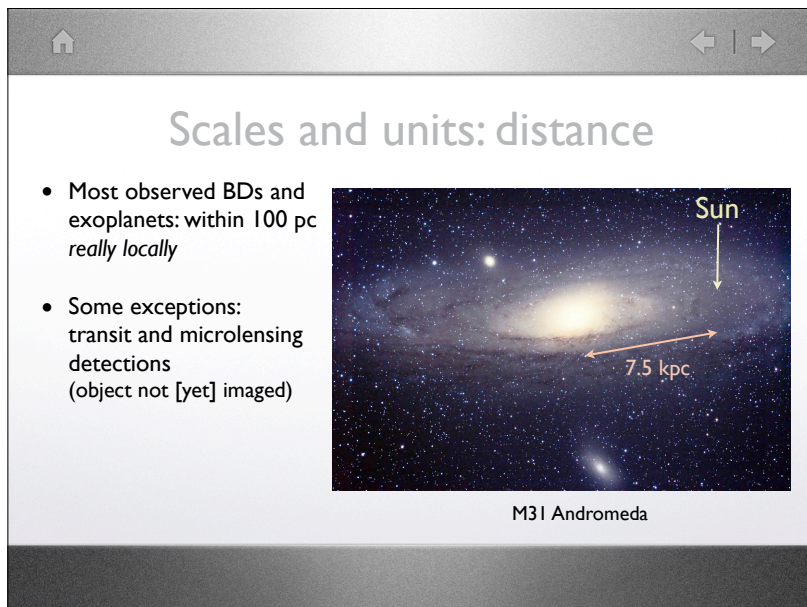 Scales and units: distance
• Most observed BDs and
exoplanets: within 100 pc
really locally
• Some exceptions:
transit and microlensing
detections
(object not [yet] imaged)
Sun
7.5 kpc
M31 Andromeda